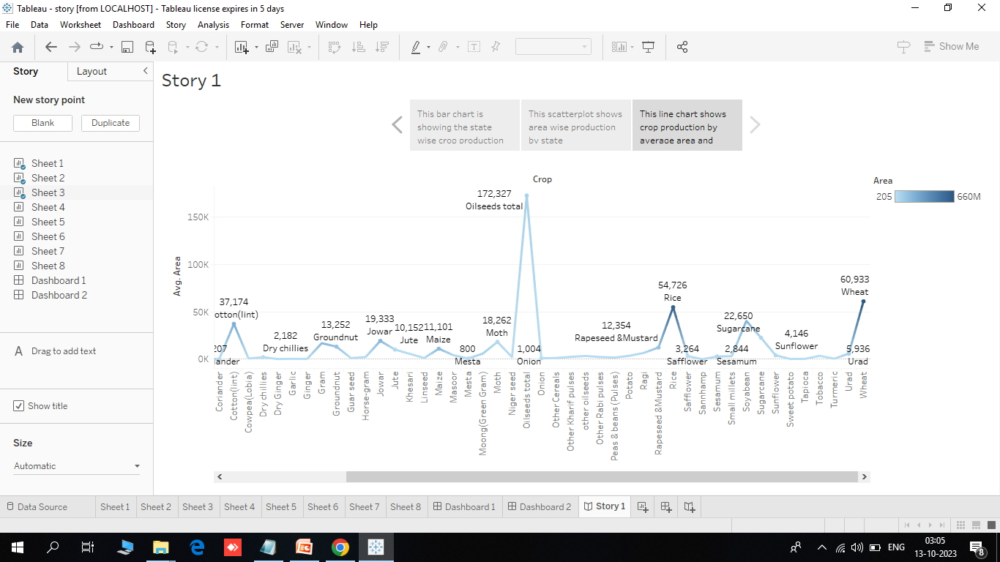 Tableau - story [from LOCALHOST] - Tableau license expires in 5 days
File Data Worksheet Dashboard Story Analysis Format Server Window Help
Show Me
Story Layout
New story point
Blank Duplicate
Sheet 1
Sheet 2
Sheet 3
Sheet 4
Sheet 5
Sheet 6
Sheet 7
Sheet 8
Dashboard 1
Dashboard 2
A Drag to add text
Show title
Size
Automatic
Story 1
This bar chart is
showing the state
wise crop production
This scatterplot shows
area wise production
by state
This line chart shows
crop production by
average area and
Crop
Area
205 660M
Avg. Area
150K
100K
50K
0K
207
ander
37,174
otton(lint)
2,182
Dry chillies
13,252
Groundnut
19,333
Jowar
10,152
Jute
11,101
Maize
800
Mesta
18,262
Moth
172,327
Oilseeds total
1,004
Onion
12,354
Rapeseed &Mustard
54,726
Rice
3,264
Safflower
2,844
Sesamum
22,650
Sugarcane
4,146
Sunflower
5,936
Urad
60,933
Wheat
Coriander
Cotton(lint)
Cowpea(Lobia)
Dry chillies
Dry Ginger
Garlic
Ginger
Gram
Groundnut
Guar seed
Horse-gram
Jowar
Jute
Khesari
Linseed
Maize
Masoor
Mesta
Moong(Green Gram)
Moth
Niger seed
Oilseeds total
Onion
Other Cereals
Other Kharif pulses
other oilseeds
Other Rabi pulses
Peas & beans (Pulses)
Potato
Ragi
Rapeseed &Mustard
Rice
Safflower
Sannhamp
Sesamum
Small millets
Soyabean
Sugarcane
Sunflower
Sweet potato
Tapioca
Tobacco
Turmeric
Urad
Wheat
Data Source Sheet 1 Sheet 2 Sheet 3 Sheet 4 Sheet 5 Sheet 6 Sheet 7 Sheet 8 Dashboard 1 Dashboard 2 Story 1
ENG
03:05
13-10-2023
8